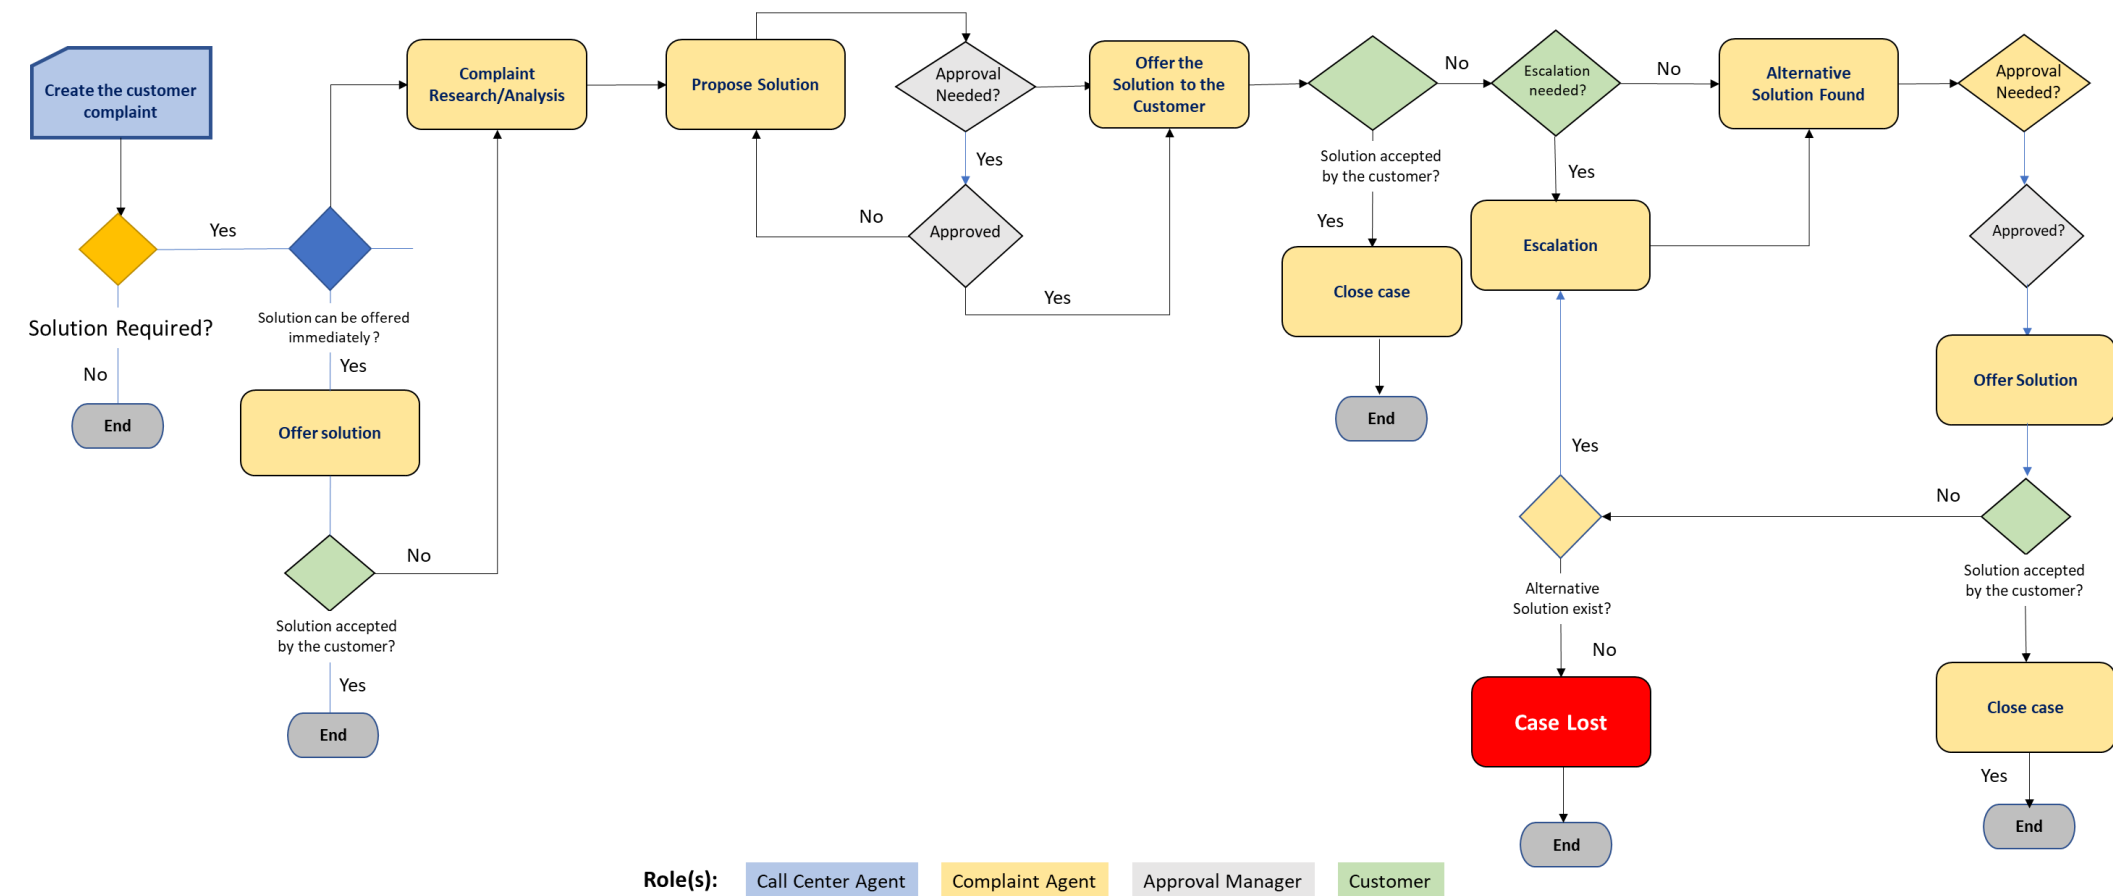 Create the customer
complaint
Solution Required?
Yes
No
End
Solution can be offered
immediately ?
Yes
Offer solution
No
Solution accepted
by the customer?
Yes
End
Complaint
Research/Analysis
Propose Solution
Approval
Needed?
Yes
Approved
No
Yes
Offer the
Solution to the
Customer
Solution accepted
by the customer?
Yes
Close case
End
No
Escalation
needed?
Yes
Escalation
No
Alternative
Solution Found
Approval
Needed?
Approved?
Offer Solution
No
Solution accepted
by the customer?
Close case
Yes
End
Yes
Alternative
Solution exist?
No
Case Lost
End
Role(s):
Call Center Agent
Complaint Agent
Approval Manager
Customer